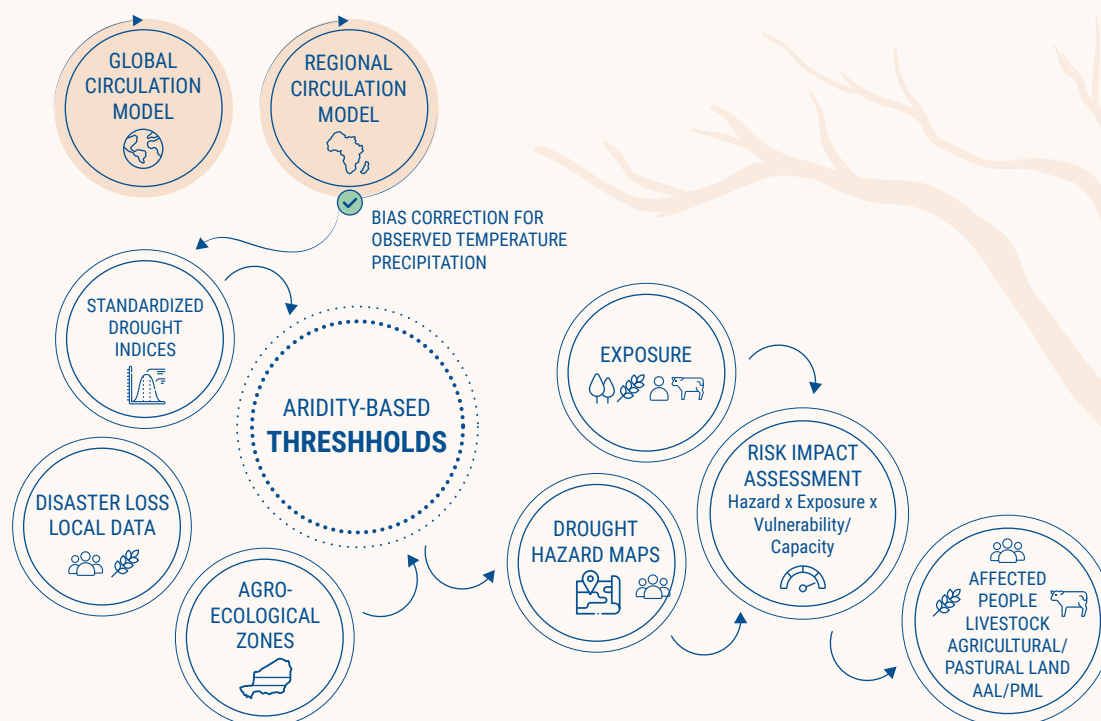 GLOBAL
CIRCULATION
MODEL
REGIONAL
CIRCULATION
MODEL
BIAS CORRECTION FOR
OBSERVED TEMPERATURE
PRECIPITATION
STANDARDIZED
DROUGHT
INDICES
ARIDITY-BASED
THRESHHOLDS
DISASTER LOSS
LOCAL DATA
AGRO-
ECOLOGICAL
ZONES
EXPOSURE
DROUGHT
HAZARD MAPS
RISK IMPACT
ASSESSMENT
Hazard x Exposure x
Vulnerability/
Capacity
AFFECTED
PEOPLE
LIVESTOCK
AGRICULTURAL/
PASTURAL LAND
AAL/PML